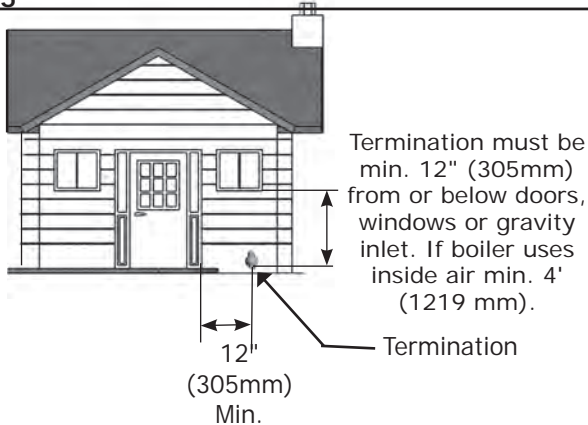 Termination must be
min. 12" (305mm)
from or below doors,
windows or gravity
inlet. If boiler uses
inside air min. 4'
(1219 mm).
Termination
12"
(305mm)
Min.